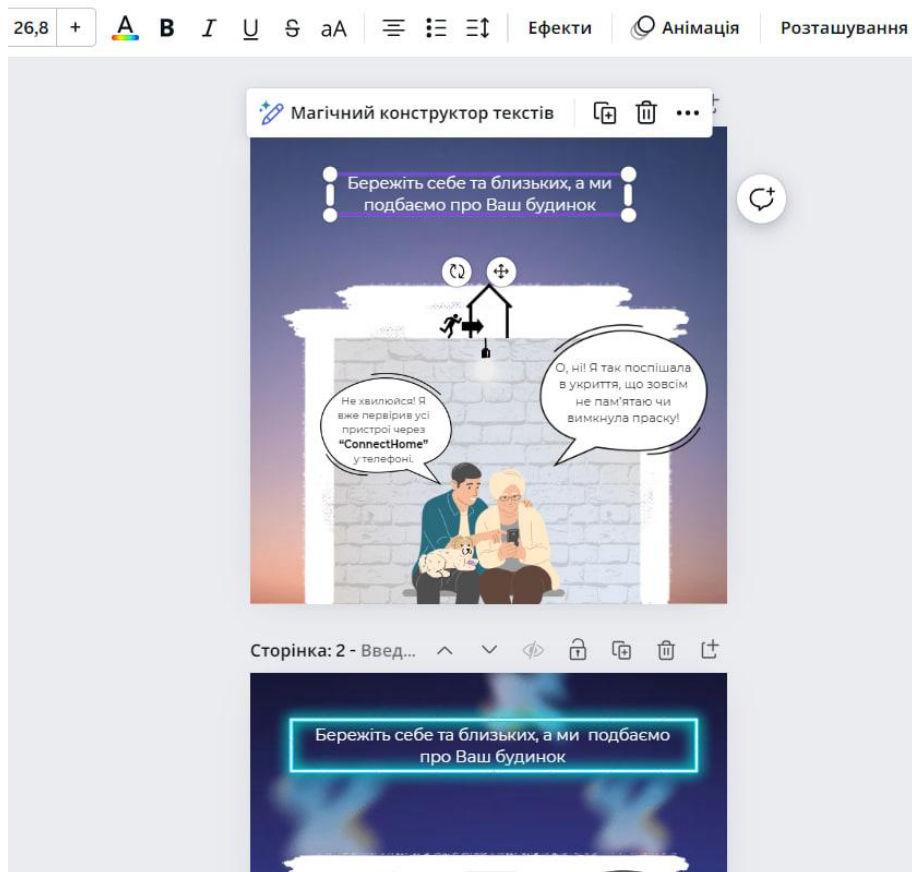 26,8 + A B I U S aA Ефекти Анімація Розташування
Магічний конструктор текстів
Бережіть себе та близьких, а ми
подбаємо про Ваш будинок
О, ні! Я так поспішала
в укриття, що зовсім
не пам'ятаю чи
вимкнула праску!
Не хвилюйся! Я
вже первірив усі
пристрої через
“ConnectHome”
у телефоні.
Сторінка: 2 - Введ...
Бережіть себе та близьких, а ми подбаємо
про Ваш будинок